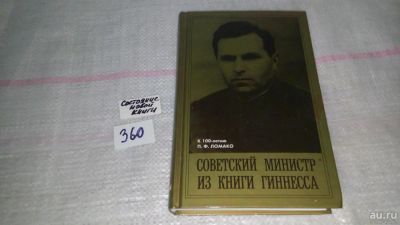 Состояние
новой
книги
360
К 100-летию
П. Ф. ЛОМАКО
СОВЕТСКИЙ МИНИСТР
ИЗ КНИГИ ГИННЕССА
au.ru